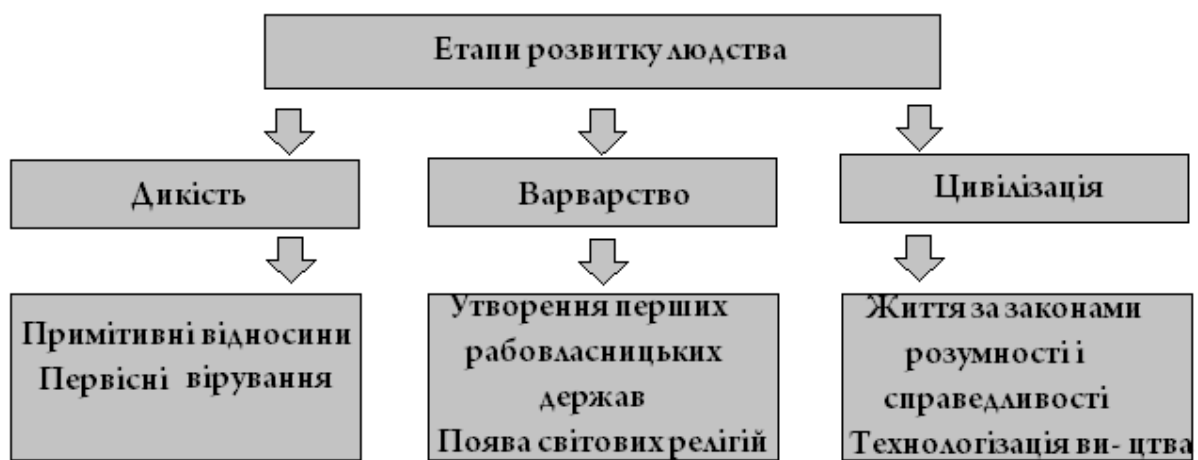 Етапи розвитку людства
Дикість
Варварство
Цивілізація
Примітивні відносини
Первісні вірування
Утворення перших
рабовласницьких
держав
Поява світових релігій
Життя за законами
розумності і
справедливості
Технологізація ви- цтва